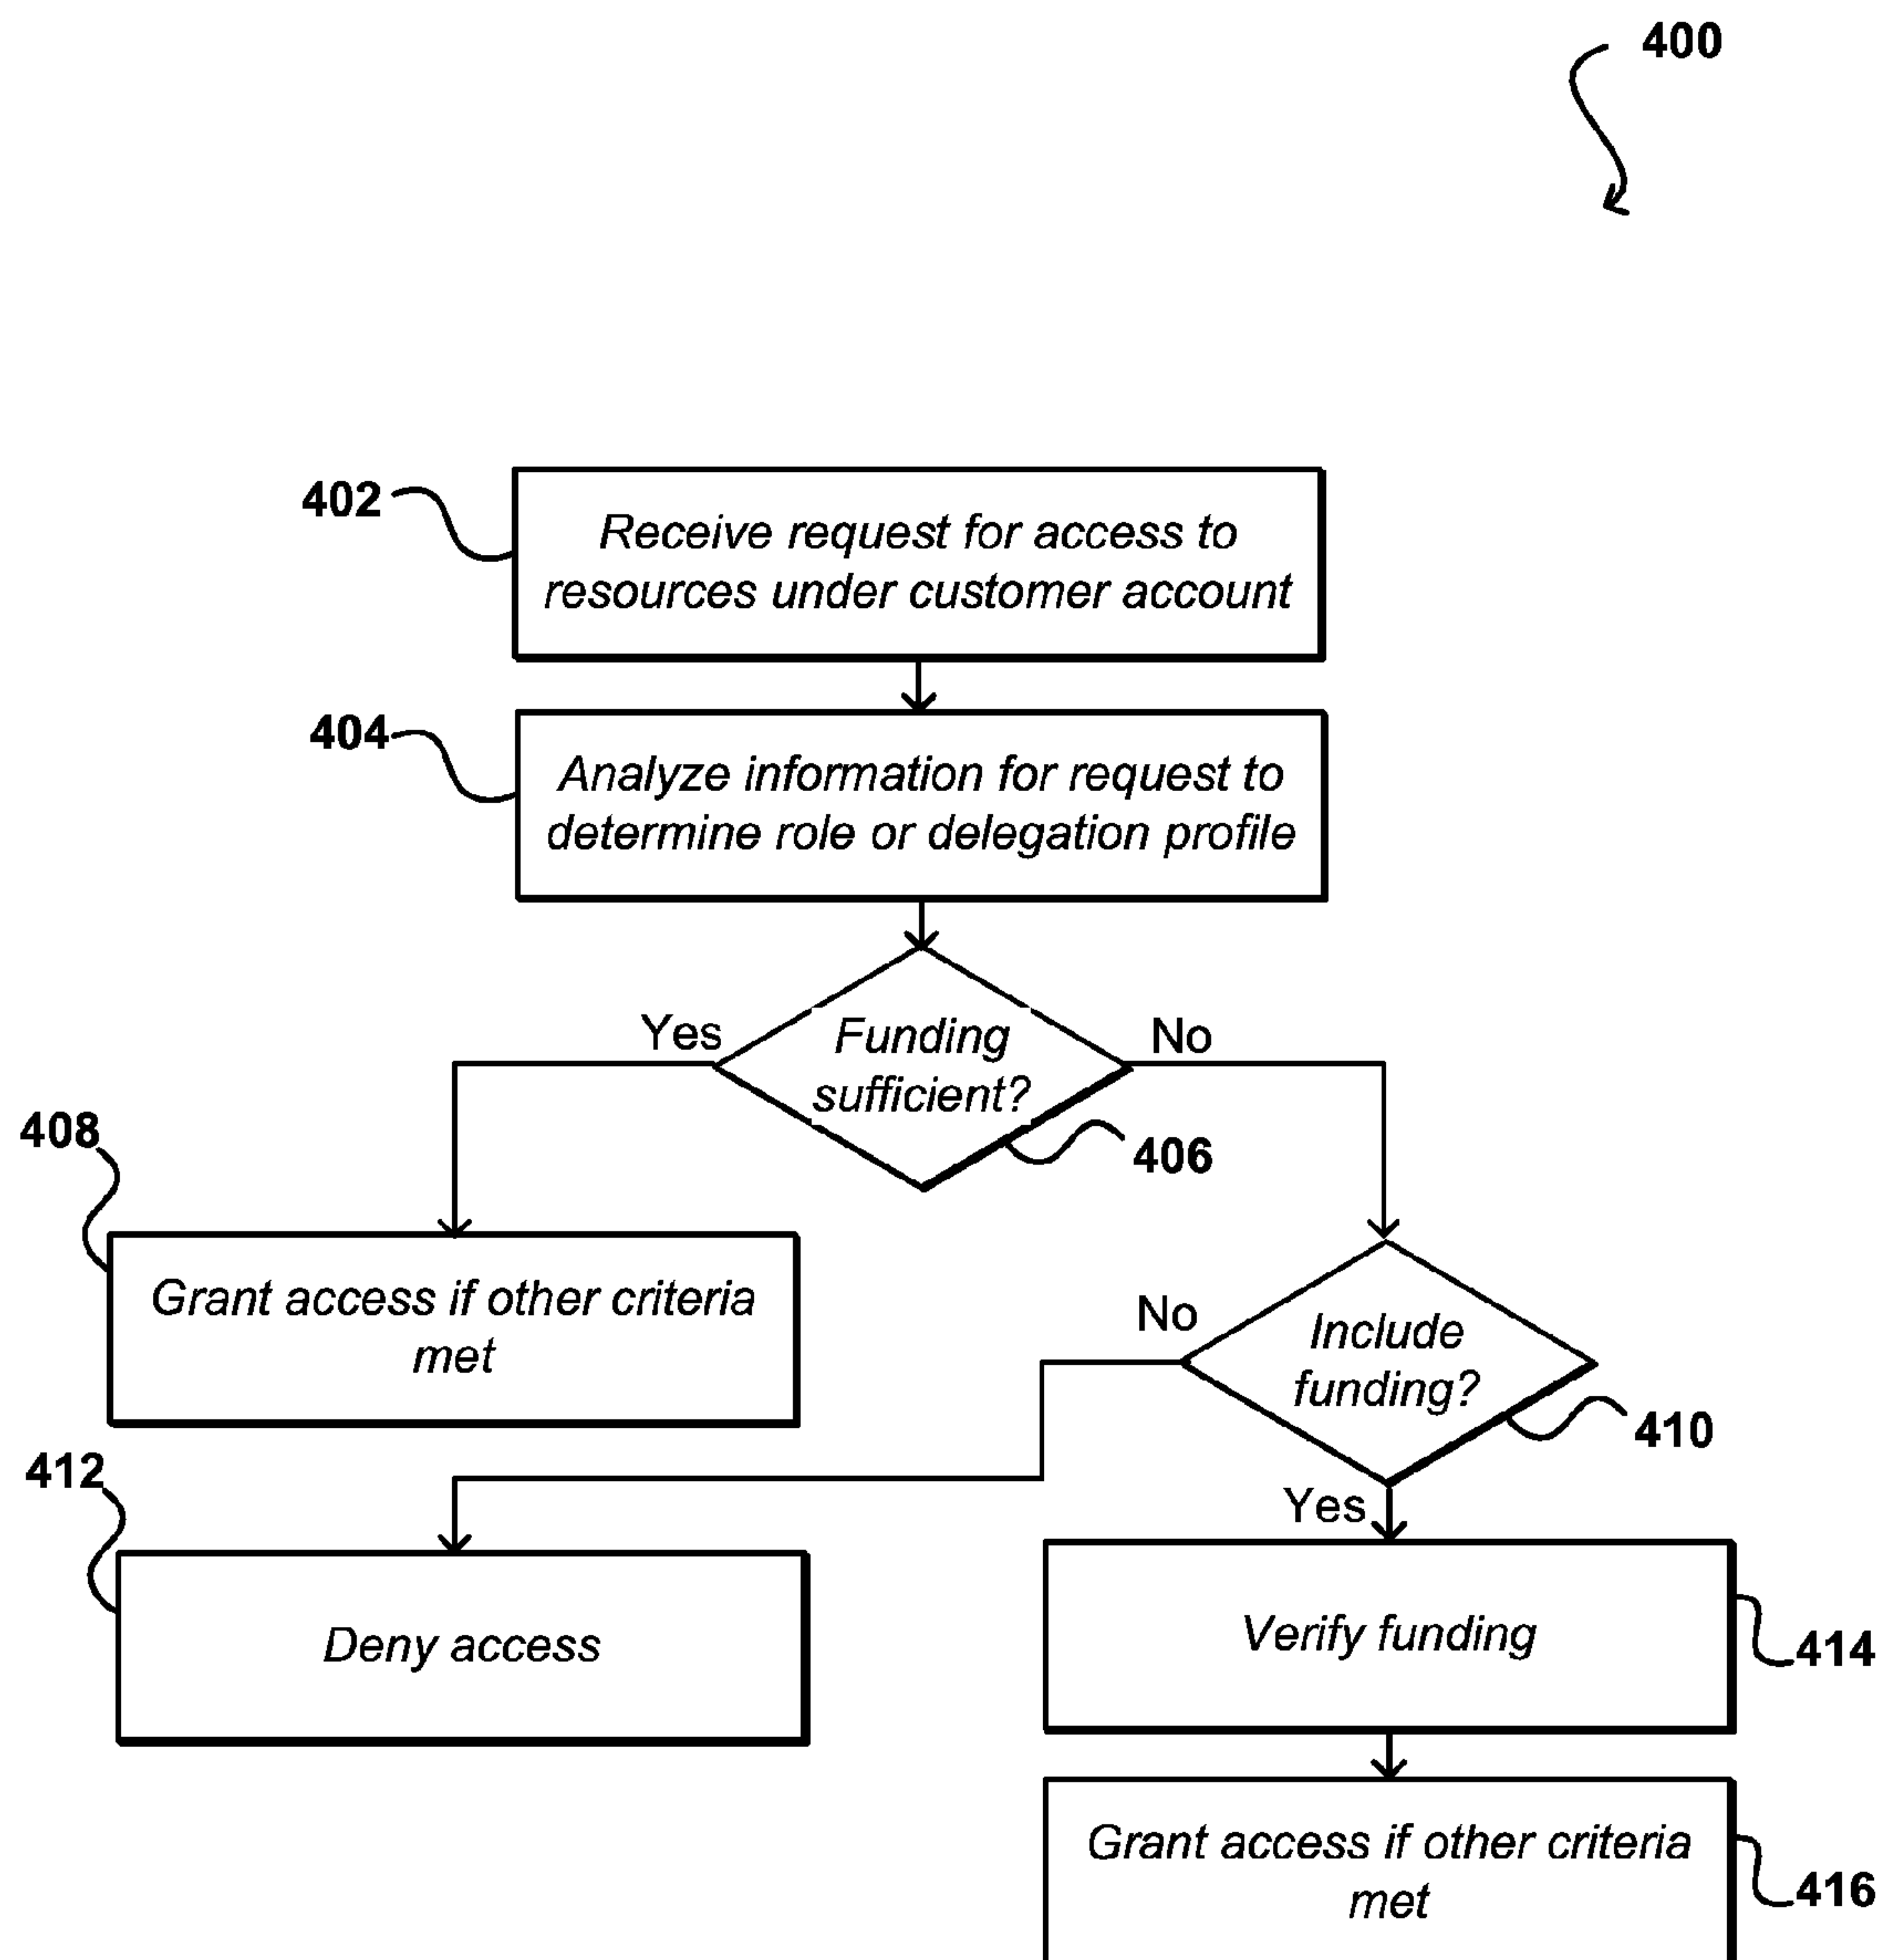 400
402
Receive request for access to
resources under customer account
404
Analyze information for request to
determine role or delegation profile
Yes
Funding
sufficient?
No
406
408
Grant access if other criteria
met
No
Include
funding?
410
412
Yes
Deny access
Verify funding
414
Grant access if other criteria
met
416